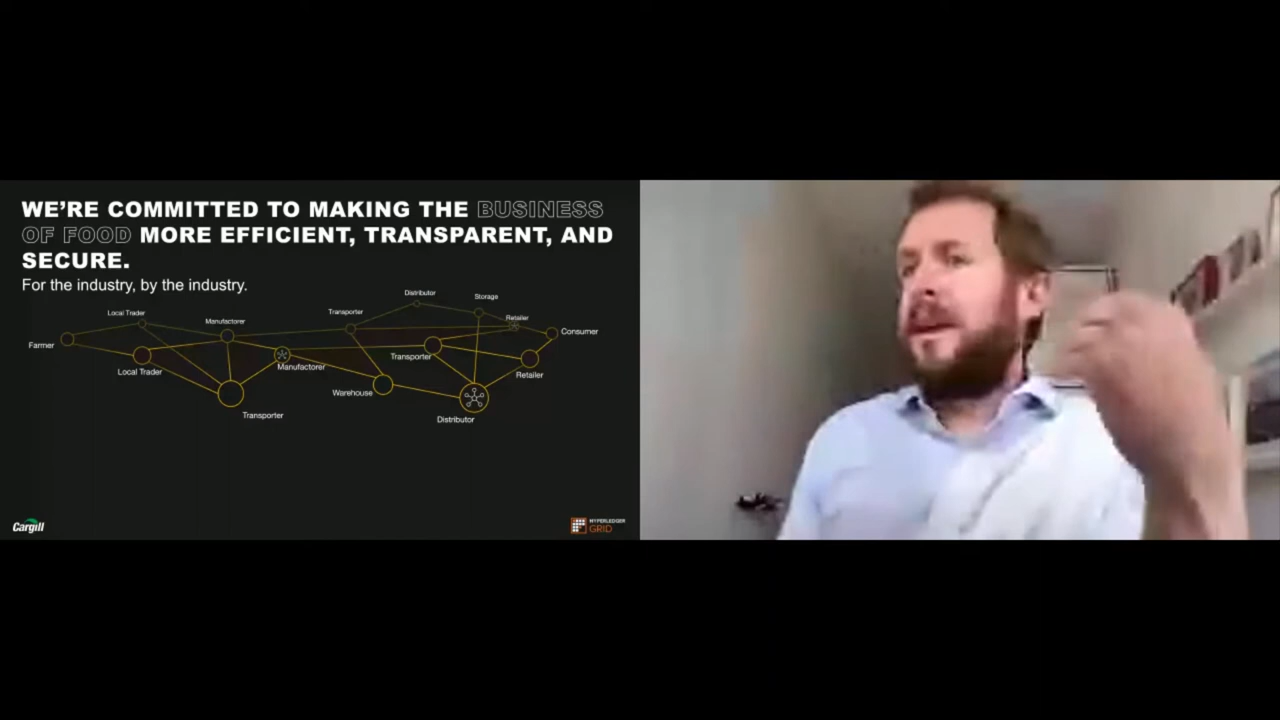 WE'RE COMMITTED TO MAKING THE BUSINESS
OF FOOD MORE EFFICIENT, TRANSPARENT, AND
SECURE.
For the industry, by the industry.
Distributor
Storage
Local Trader
Transporter
Manufactorer
Retailer
Consumer
Farmer
Transporter
Manufactorer
Local Trader
Retailer
Warehouse
Transporter
Distributor
Cargill
HYPERLEDGER
GRID